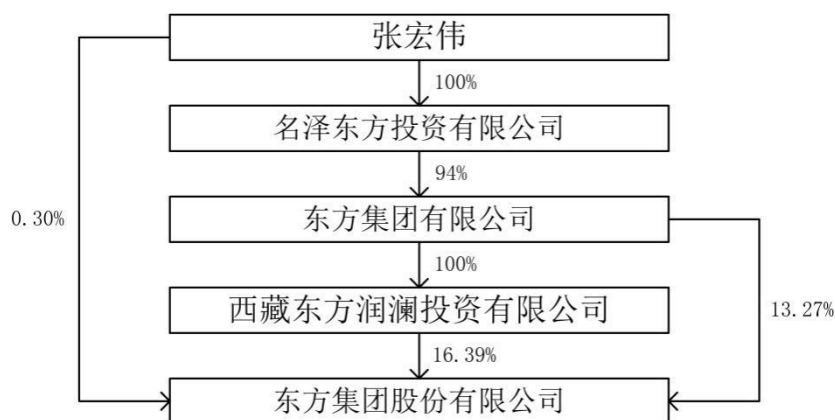 张宏伟
100%
名泽东方投资有限公司
94%
0.30%
东方集团有限公司
100%
西藏东方润澜投资有限公司
13.27%
16.39%
东方集团股份有限公司